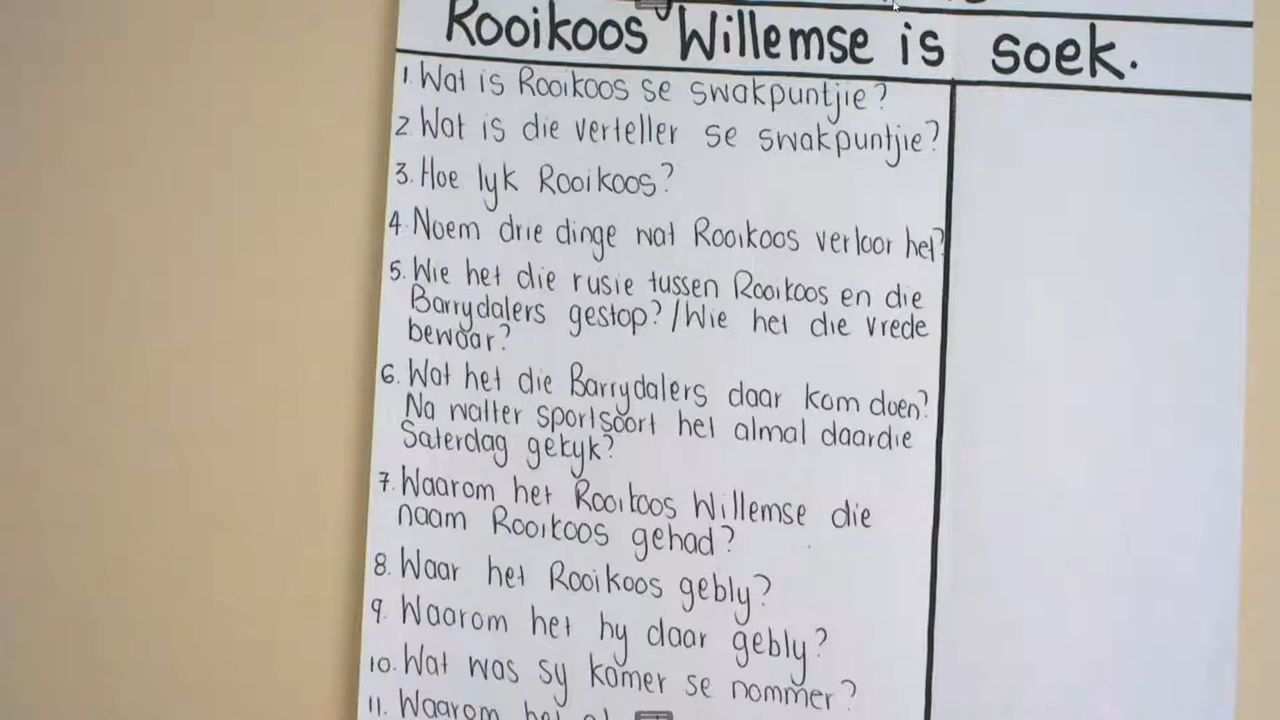 Rooikoos Willemse is soek.
1. Wat is Rooikoos se swakpuntjie?
2. Wat is die verteller se swakpuntjie?
3. Hoe lyk Rooikoos?
4. Noem drie dinge wat Rooikoos verloor het?
5. Wie het die rusie tussen Rooikoos en die
Barrydalers gestop? / Wie het die vrede
bewaar?
6. Wat het die Barrydalers daar kom doen?
Na watter sportsoort het almal daardie
Saterdag gekyk?
7. Waarom het Rooikoos Willemse die
naam Rooikoos gehad?
8. Waar het Rooikoos gebly?
9. Waarom het hy daar gebly?
10. Wat was sy kamer se nommer?
11. Waarom